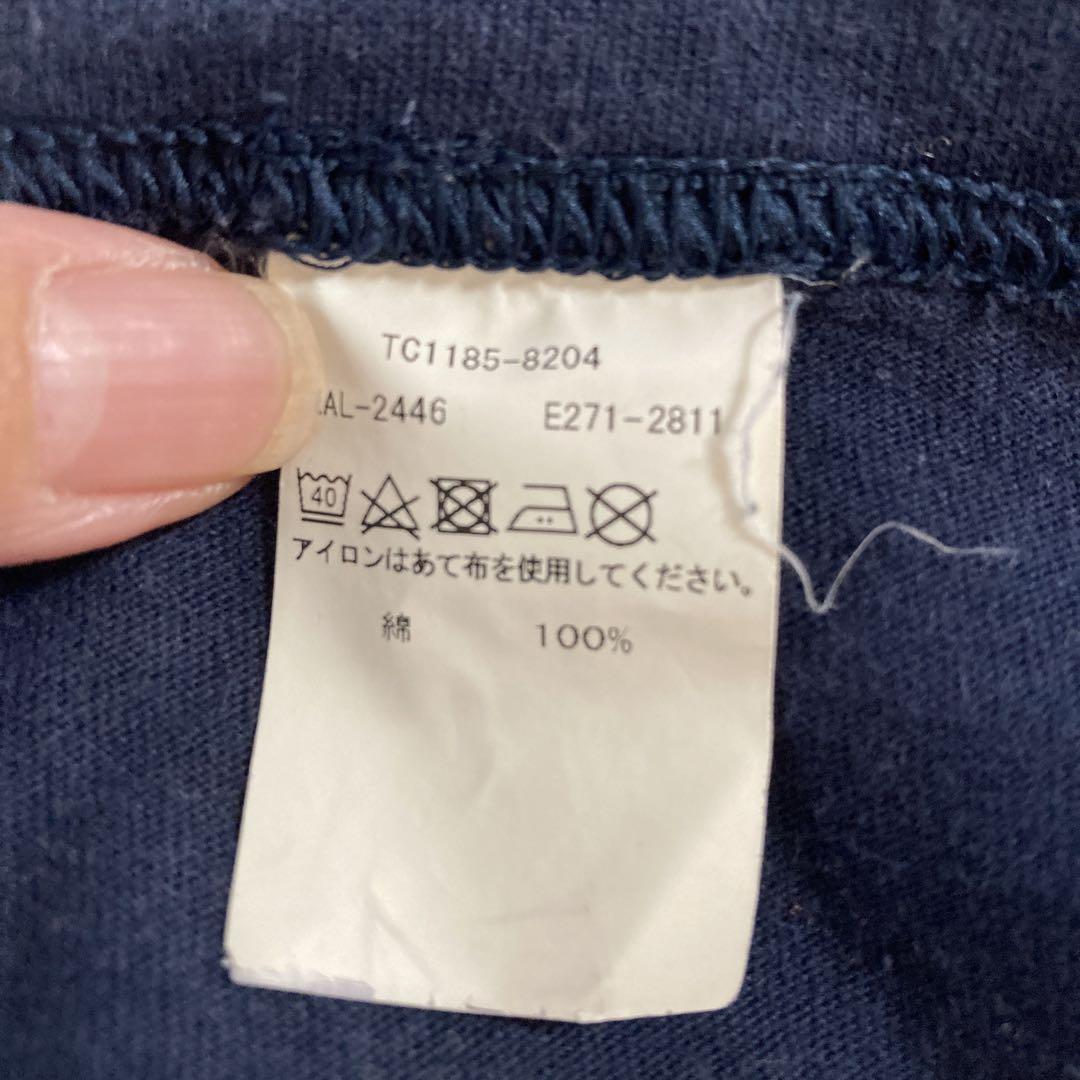 TC1185-8204
AL-2446 E271-2811
40
アイロンはあて布を使用してください。
綿 100%